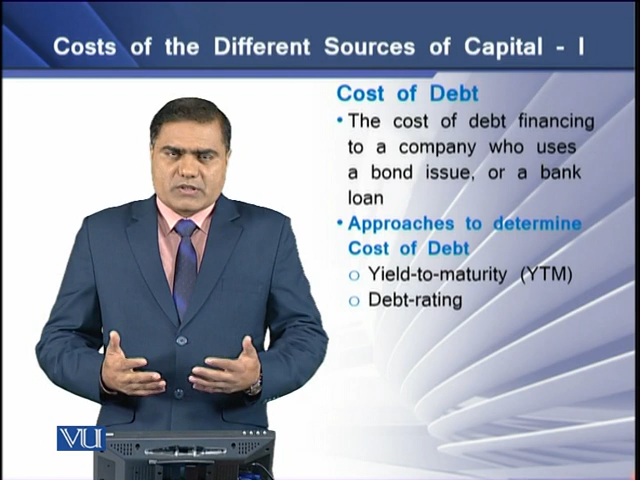 Costs of the Different Sources of Capital - I
Cost of Debt
• The cost of debt financing
to a company who uses
a bond issue, or a bank
loan
• Approaches to determine
Cost of Debt
o Yield-to-maturity (YTM)
o Debt-rating
VU